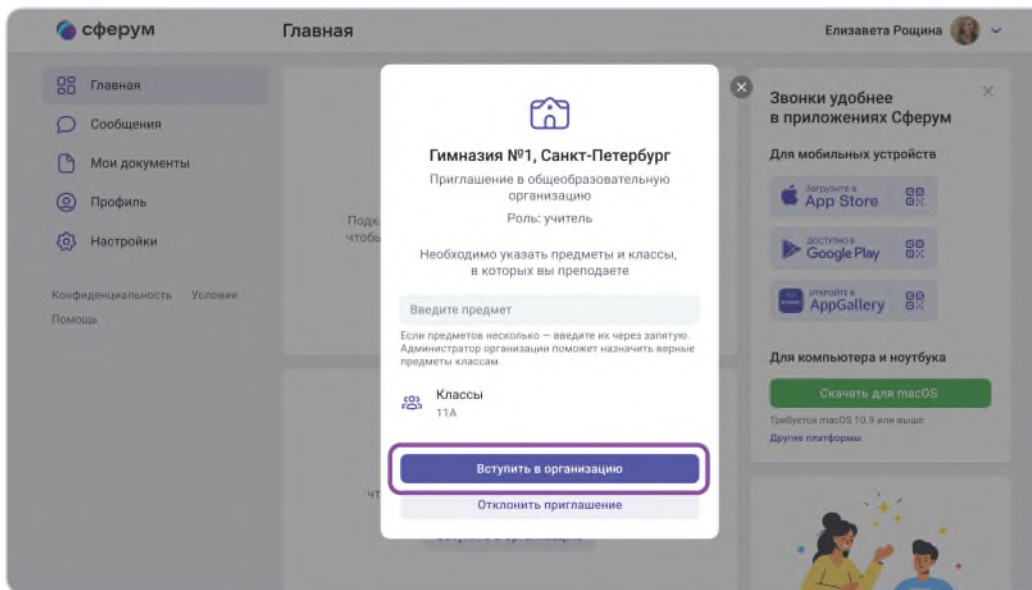 сферум
Главная
Елизавета Рощина
Главная
Сообщения
Мои документы
Профиль
Настройки
Конфиденциальность Условия
Помощь
Подк
чтобы
Гимназия №1, Санкт-Петербург
Приглашение в общеобразовательную
организацию
Роль: учитель
Необходимо указать предметы и классы,
в которых вы преподаете
Введите предмет
Если предметов несколько — введите их через запятую.
Администратор организации поможет назначить верные
предметы классам.
Классы
11А
Вступить в организацию
Отклонить приглашение
чт
Звонки удобнее
в приложениях Сферум
Для мобильных устройств
Загрузите в
App Store
ДОСТУПНО В
Google Play
ОТКРОЙТЕ В
AppGallery
Для компьютера и ноутбука
Скачать для macOS
Требуется macOS 10.9 или выше
Другие платформы